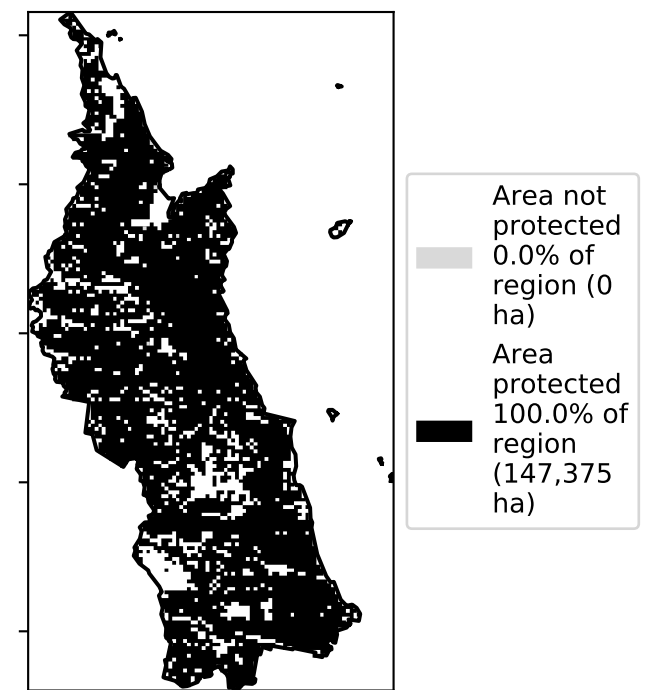 Area not
protected
0.0% of
region (0
ha)
Area
protected
100.0% of
region
(147,375
ha)